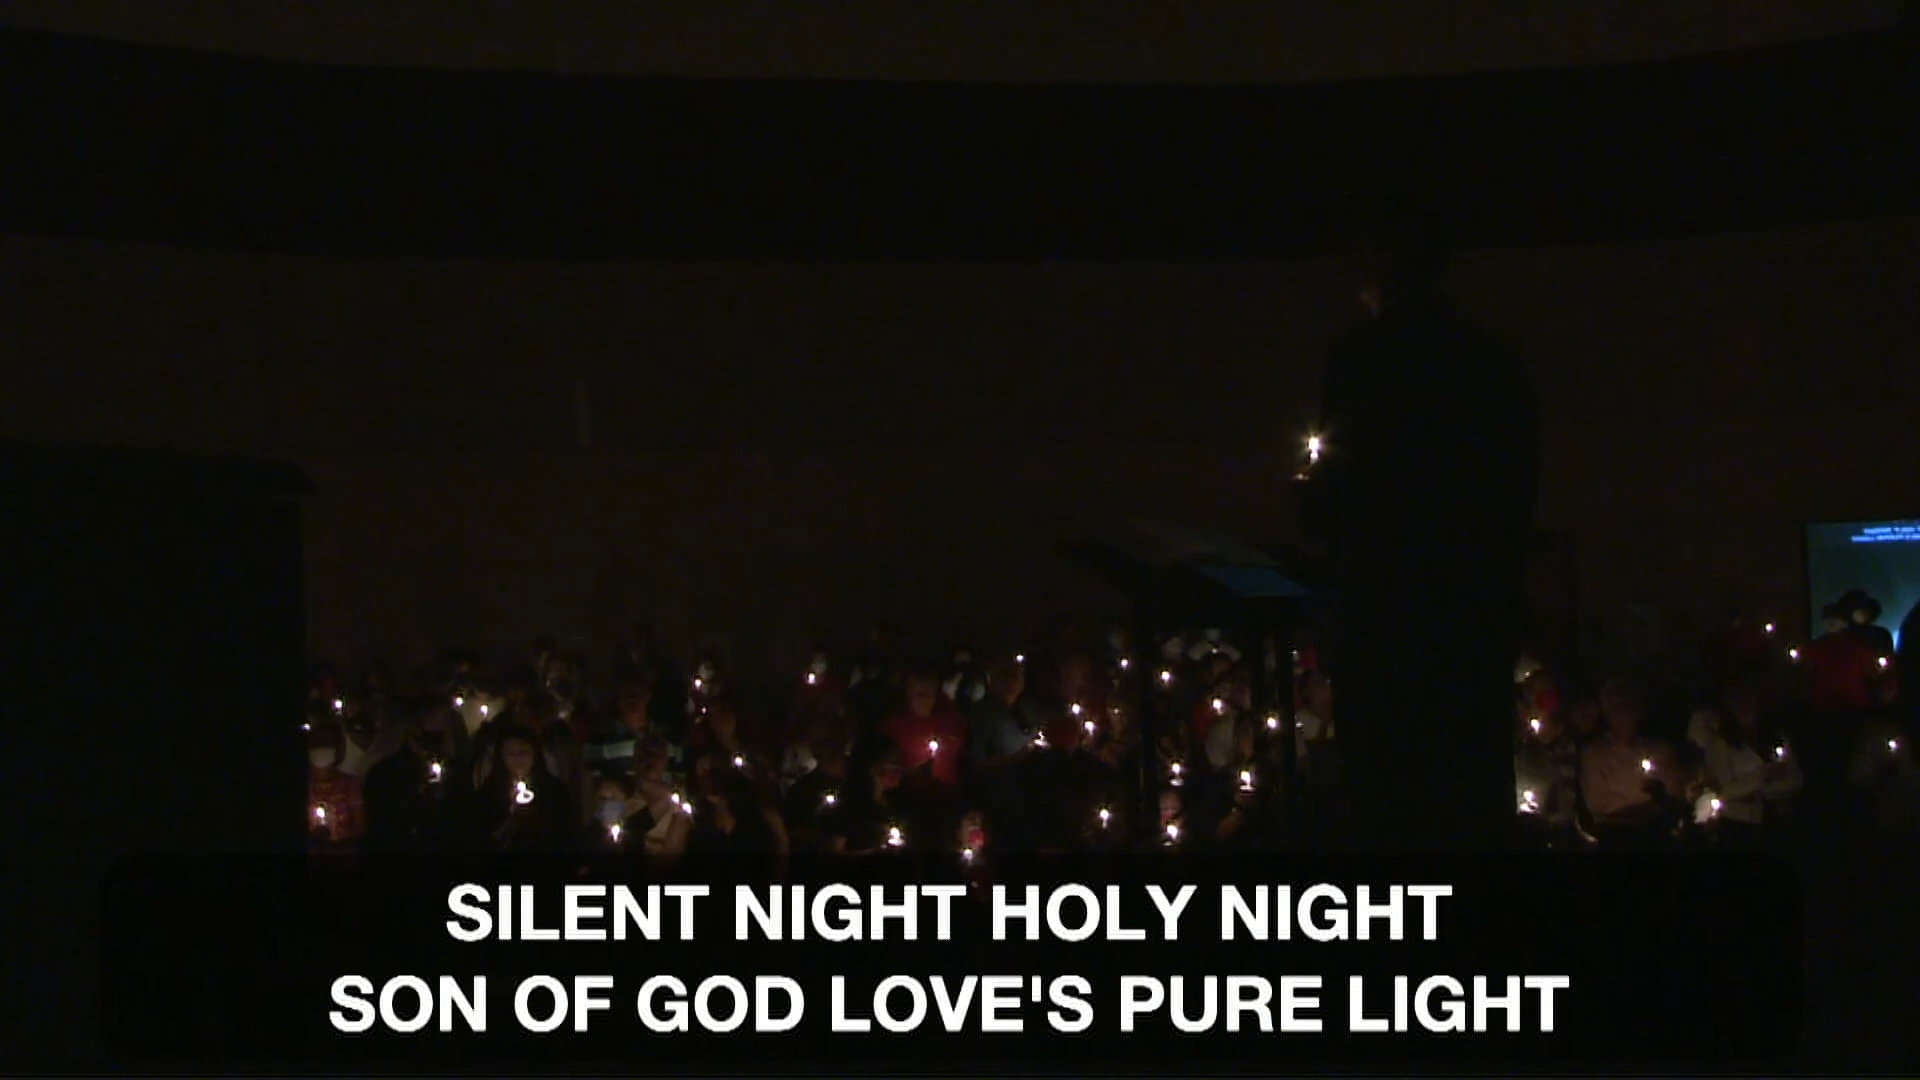 SILENT NIGHT HOLY NIGHT
SON OF GOD LOVE'S PURE LIGHT